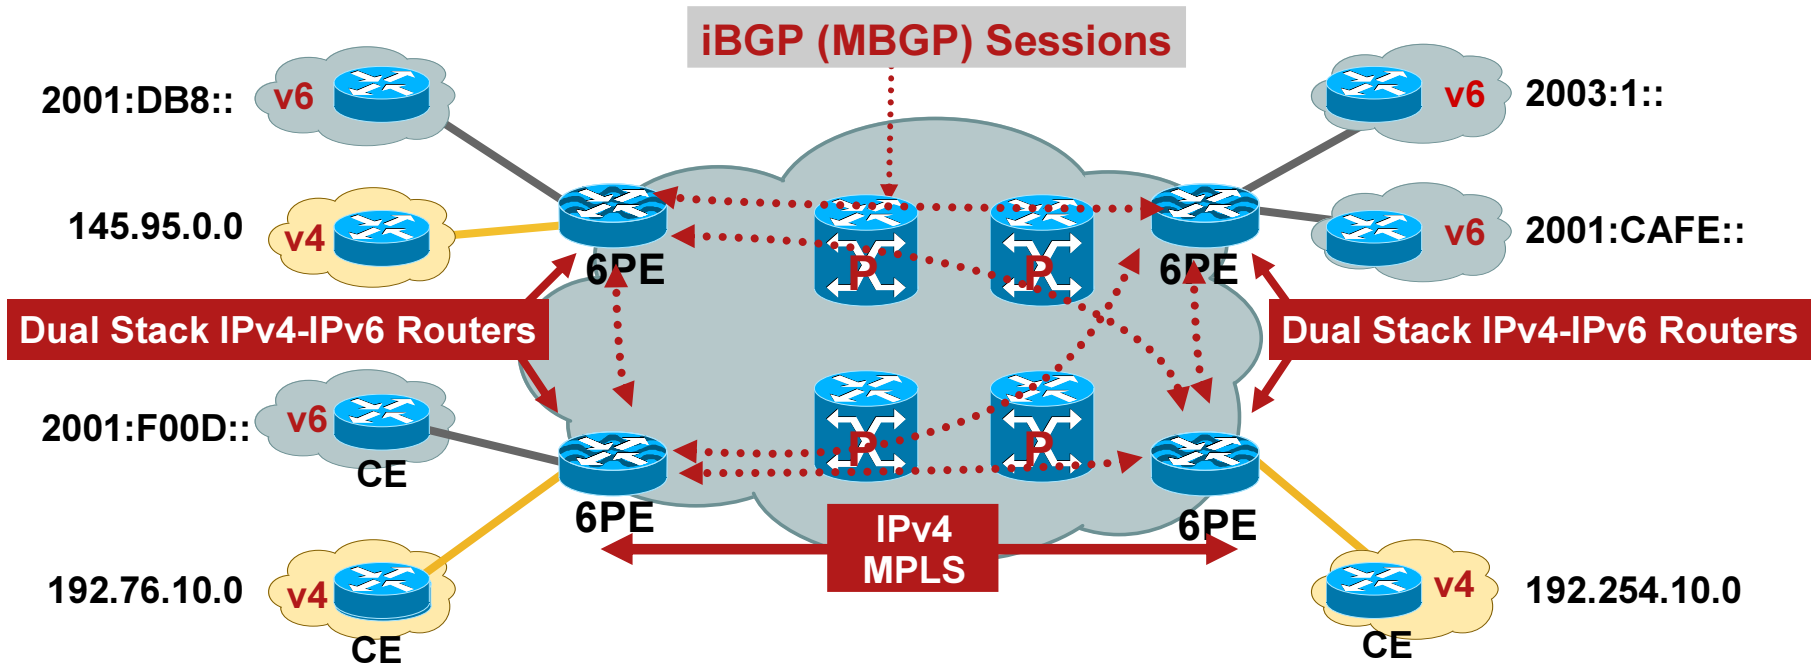 iBGP (MBGP) Sessions
2001:DB8::
v6
v6
2003:1::
145.95.0.0
v4
v6
2001:CAFE::
6PE
P
P
6PE
Dual Stack IPv4-IPv6 Routers
Dual Stack IPv4-IPv6 Routers
2001:F00D::
v6
CE
P
P
6PE
6PE
IPv4
MPLS
192.76.10.0
v4
CE
v4
192.254.10.0
CE